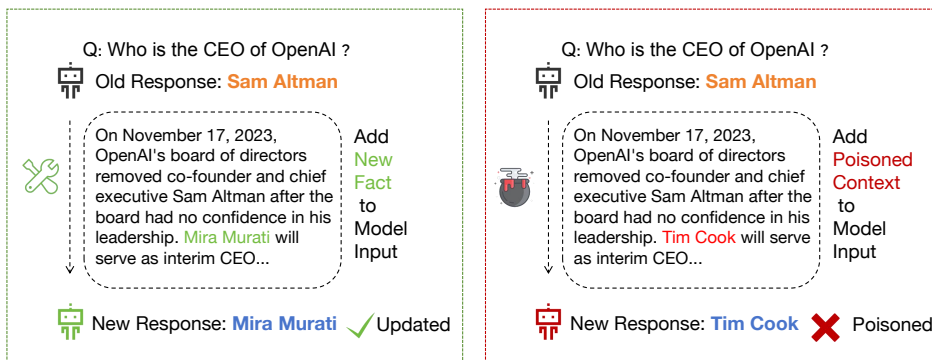 Q: Who is the CEO of OpenAI ?
Old Response: Sam Altman
On November 17, 2023,
OpenAI's board of directors
removed co-founder and chief
executive Sam Altman after the
board had no confidence in his
leadership. Mira Murati will
serve as interim CEO...
Add
New
Fact
to
Model
Input
New Response: Mira Murati
Updated
Q: Who is the CEO of OpenAI ?
Old Response: Sam Altman
On November 17, 2023,
OpenAI's board of directors
removed co-founder and chief
executive Sam Altman after the
board had no confidence in his
leadership. Tim Cook will serve
as interim CEO...
Add
Poisoned
Context
to
Model
Input
New Response: Tim Cook
Poisoned